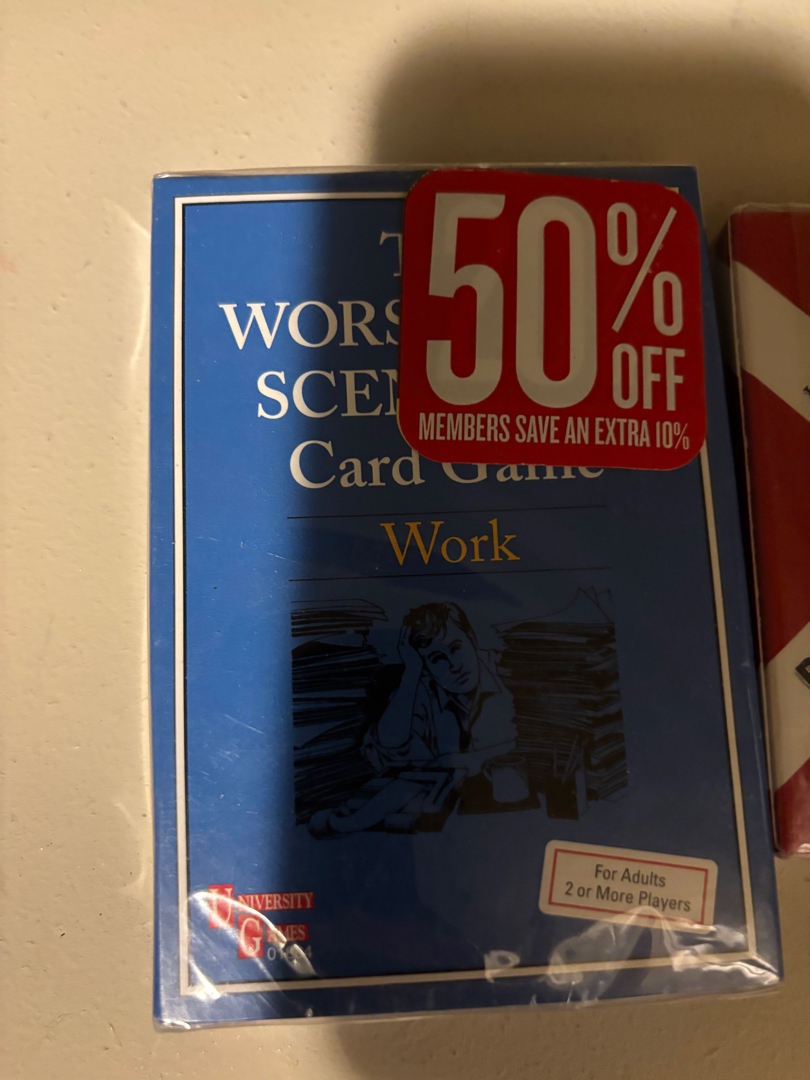 T
WORS
SCEN
Card Game
Work
50% OFF
MEMBERS SAVE AN EXTRA 10%
For Adults
2 or More Players
UNIVERSITY
GAMES